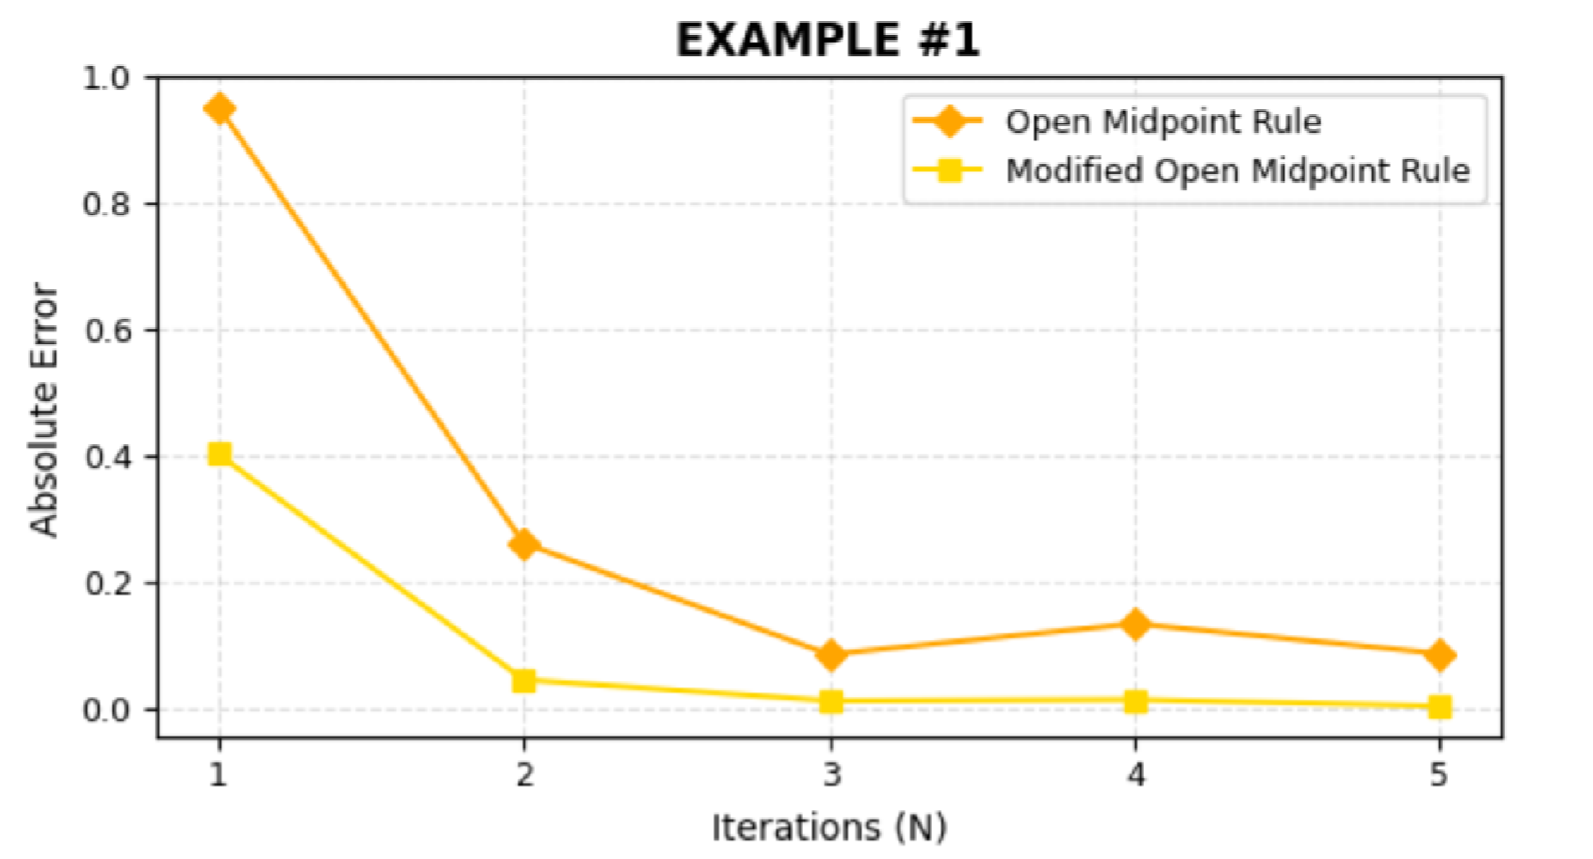 EXAMPLE #1
1.0
0.8
0.6
0.4
0.2
0.0
Absolute Error
Open Midpoint Rule
Modified Open Midpoint Rule
1 2 3 4 5
Iterations (N)